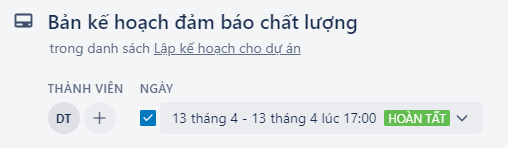 Bản kế hoạch đảm bảo chất lượng
trong danh sách Lập kế hoạch cho dự án
THÀNH VIÊN NGÀY
DT + 13 tháng 4 - 13 tháng 4 lúc 17:00 HOÀN TẤT